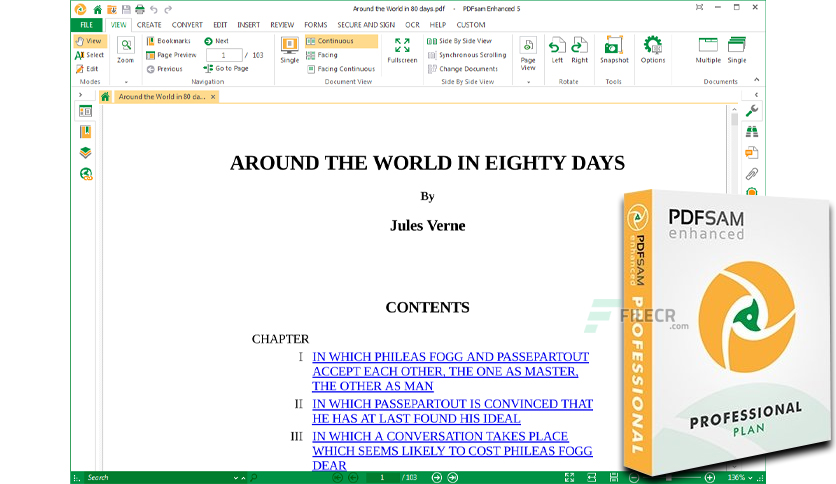 Around the World in 80 days.pdf - PDFsam Enhanced 5
FILE VIEW CREATE CONVERT EDIT INSERT REVIEW FORMS SECURE AND SIGN OCR HELP CUSTOM
View
Select
Edit
Modes
Zoom
Bookmarks
Page Preview
Previous
Next
1 / 103
Go to Page
Navigation
Single
Continuous
Facing
Facing Continuous
Document View
Fullscreen
Side By Side View
Synchronous Scrolling
Change Documents
Side By Side View
Page View
Left Right
Rotate
Snapshot
Tools
Options
Multiple Single
Documents
Around the World in 80 da... ×
AROUND THE WORLD IN EIGHTY DAYS
By
Jules Verne
CONTENTS
CHAPTER
I IN WHICH PHILEAS FOGG AND PASSEPARTOUT
ACCEPT EACH OTHER, THE ONE AS MASTER,
THE OTHER AS MAN
II IN WHICH PASSEPARTOUT IS CONVINCED THAT
HE HAS AT LAST FOUND HIS IDEAL
III IN WHICH A CONVERSATION TAKES PLACE
WHICH SEEMS LIKELY TO COST PHILEAS FOGG
DEAR
Search
1 / 103
136%
FILECR
.com
PDFSAM
enhanced
PROFESSIONAL
PDFSAM
enhanced
PROFESSIONAL
PLAN